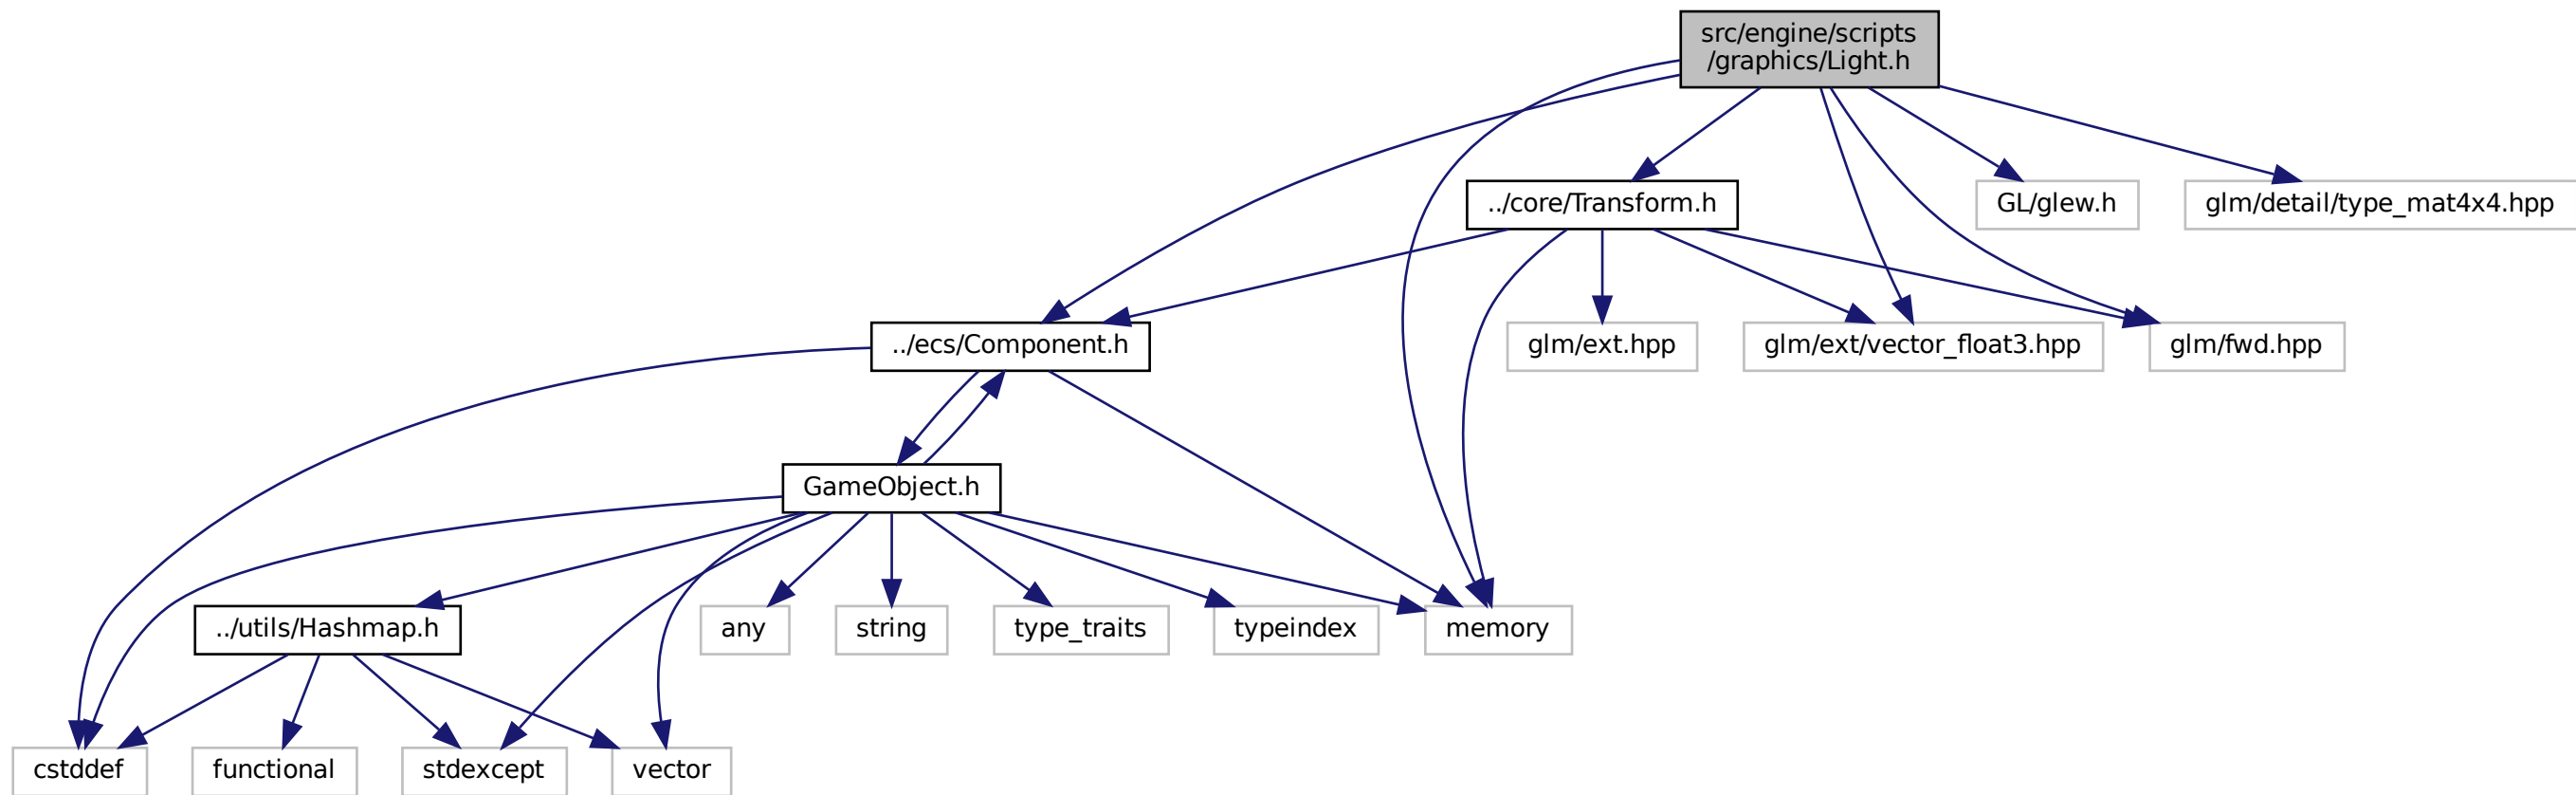 src/engine/scripts
/graphics/Light.h
../core/Transform.h
GL/glew.h
glm/detail/type_mat4x4.hpp
../ecs/Component.h
glm/ext.hpp
glm/ext/vector_float3.hpp
glm/fwd.hpp
GameObject.h
../utils/Hashmap.h
any
string
type_traits
typeindex
memory
cstddef
functional
stdexcept
vector